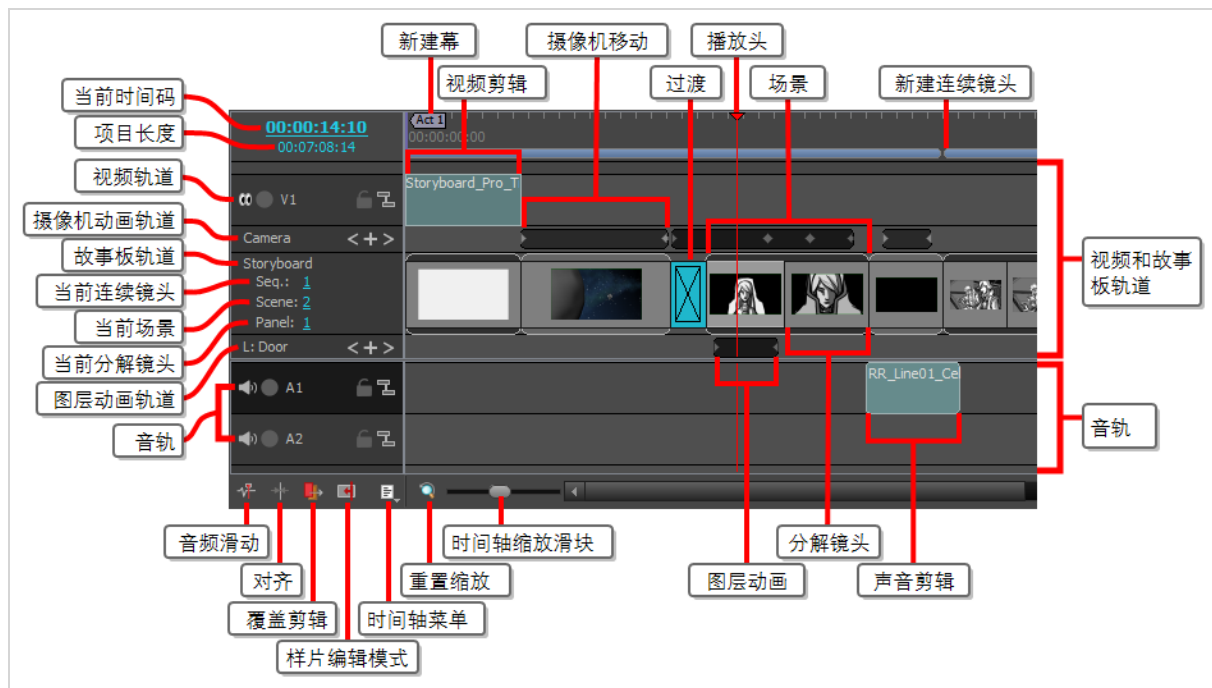 新建幕
摄像机移动
播放头
视频剪辑
过渡
场景
新建连续镜头
当前时间码
项目长度
视频轨道
摄像机动画轨道
故事板轨道
当前连续镜头
当前场景
当前分解镜头
图层动画轨道
音轨
00:00:14:10
00:07:08:14
Act 1
00:00:00:00
V1
Storyboard_Pro_T
Camera
Storyboard
Seq.: 1
Scene: 2
Panel: 1
L: Door
A1
RR_Line01_Ce
A2
视频和故事
板轨道
音轨
音频滑动
时间轴缩放滑块
分解镜头
对齐
重置缩放
图层动画
声音剪辑
覆盖剪辑
时间轴菜单
样片编辑模式